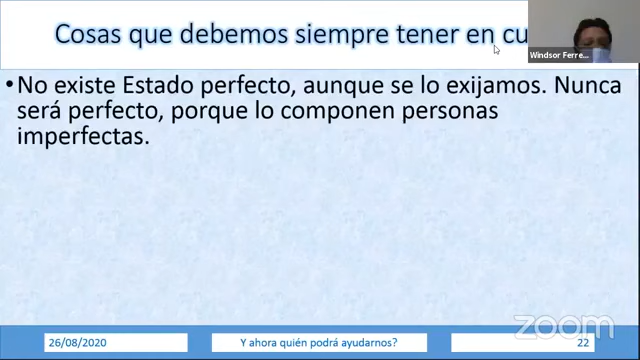 Cosas que debemos siempre tener en cu
Windsor Ferre...
•No existe Estado perfecto, aunque se lo exijamos. Nunca
será perfecto, porque lo componen personas
imperfectas.
zoom
26/08/2020
Y ahora quién podrá ayudarnos?
22